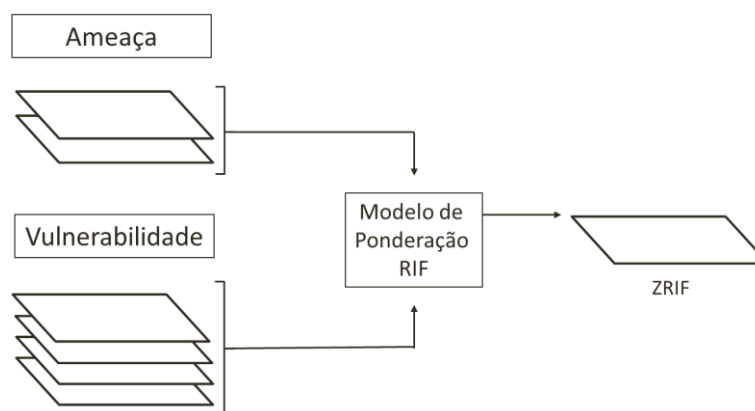 Ameaça
Vulnerabilidade
Modelo de
Ponderação
RIF
ZRIF